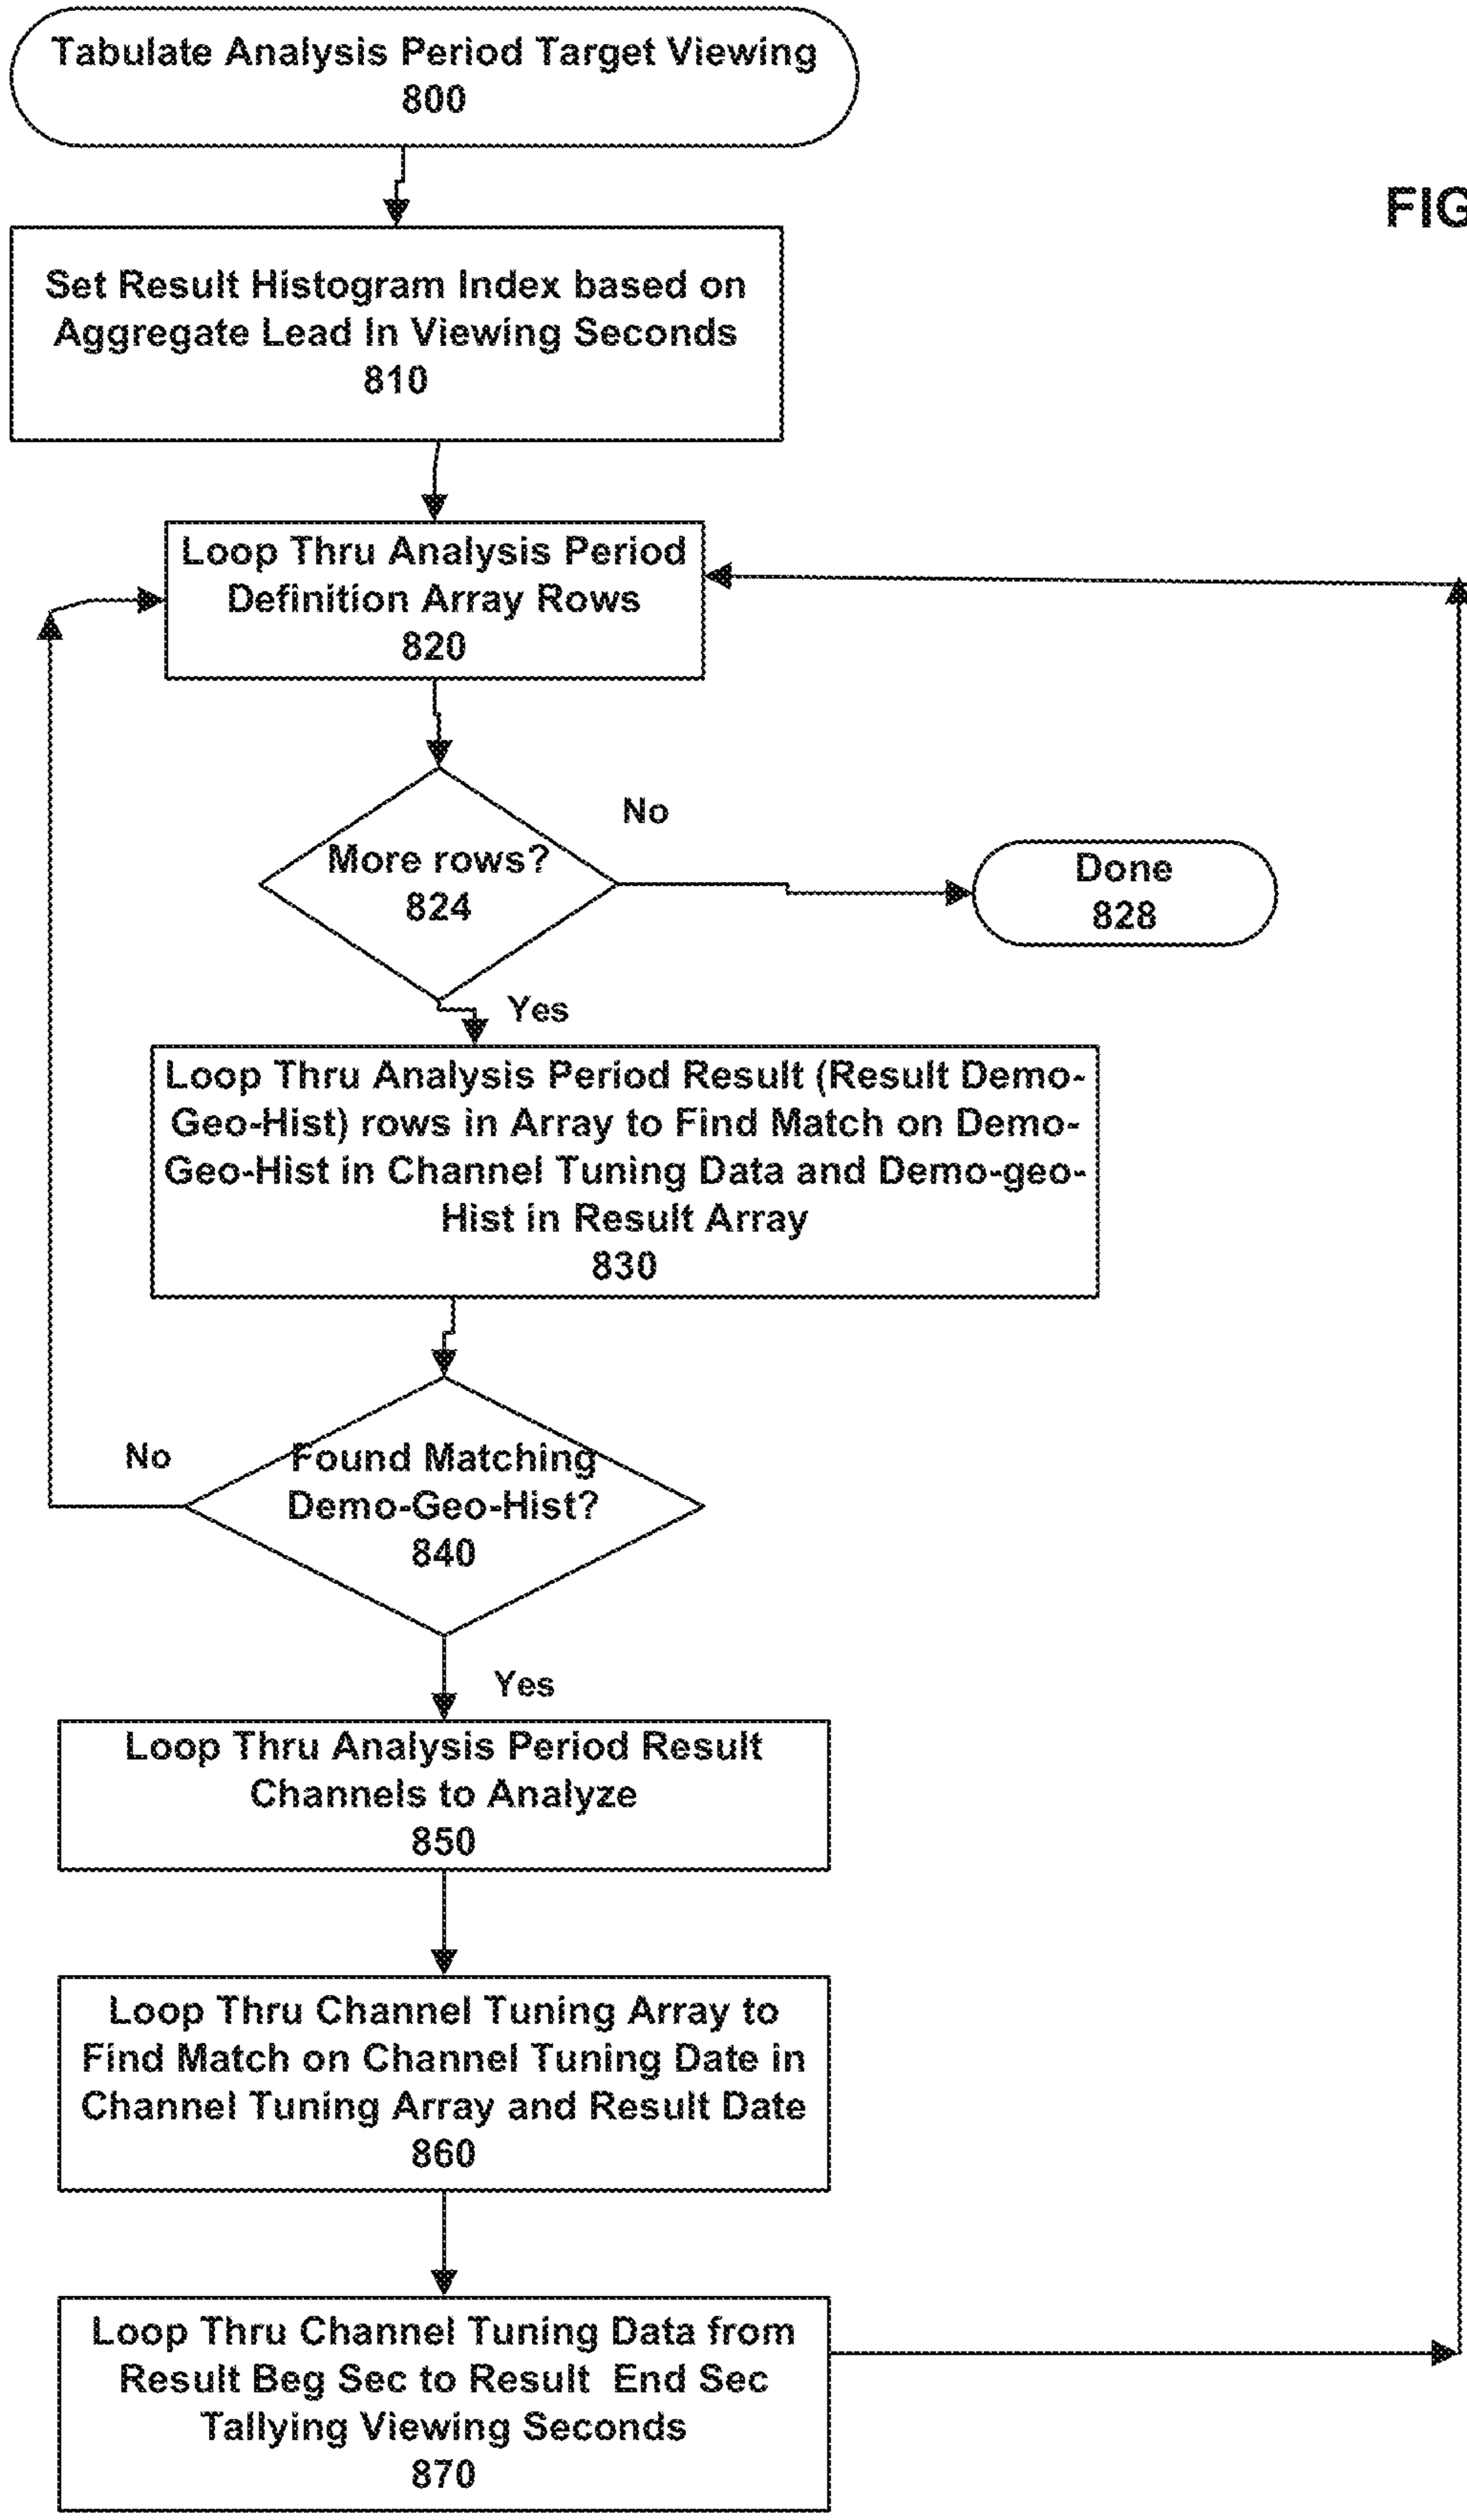 Tabulate Analysis Period Target Viewing
800
FIG
Set Result Histogram Index based on
Aggregate Lead In Viewing Seconds
810
Loop Thru Analysis Period
Definition Array Rows
820
No
More rows?
824
Done
828
Yes
Loop Thru Analysis Period Result (Result Demo-
Geo-Hist) rows in Array to Find Match on Demo-
Geo-Hist in Channel Tuning Data and Demo-geo-
Hist in Result Array
830
No
Found Matching
Demo-Geo-Hist?
840
Yes
Loop Thru Analysis Period Result
Channels to Analyze
850
Loop Thru Channel Tuning Array to
Find Match on Channel Tuning Date in
Channel Tuning Array and Result Date
860
Loop Thru Channel Tuning Data from
Result Beg Sec to Result End Sec
Tallying Viewing Seconds
870